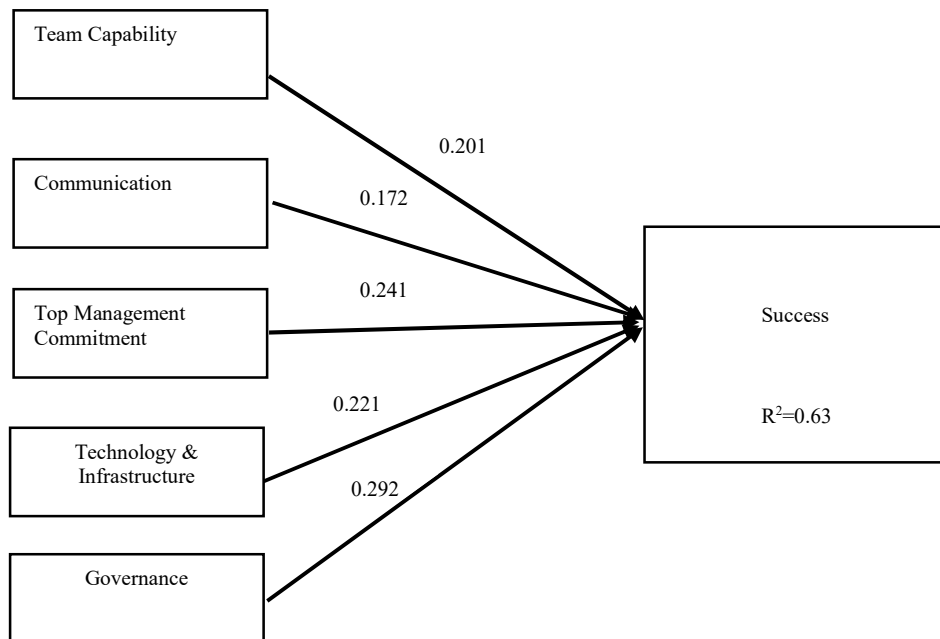 Team Capability
0.201
Communication
0.172
Top Management
Commitment
0.241
Success
R²=0.63
Technology &
Infrastructure
0.221
0.292
Governance